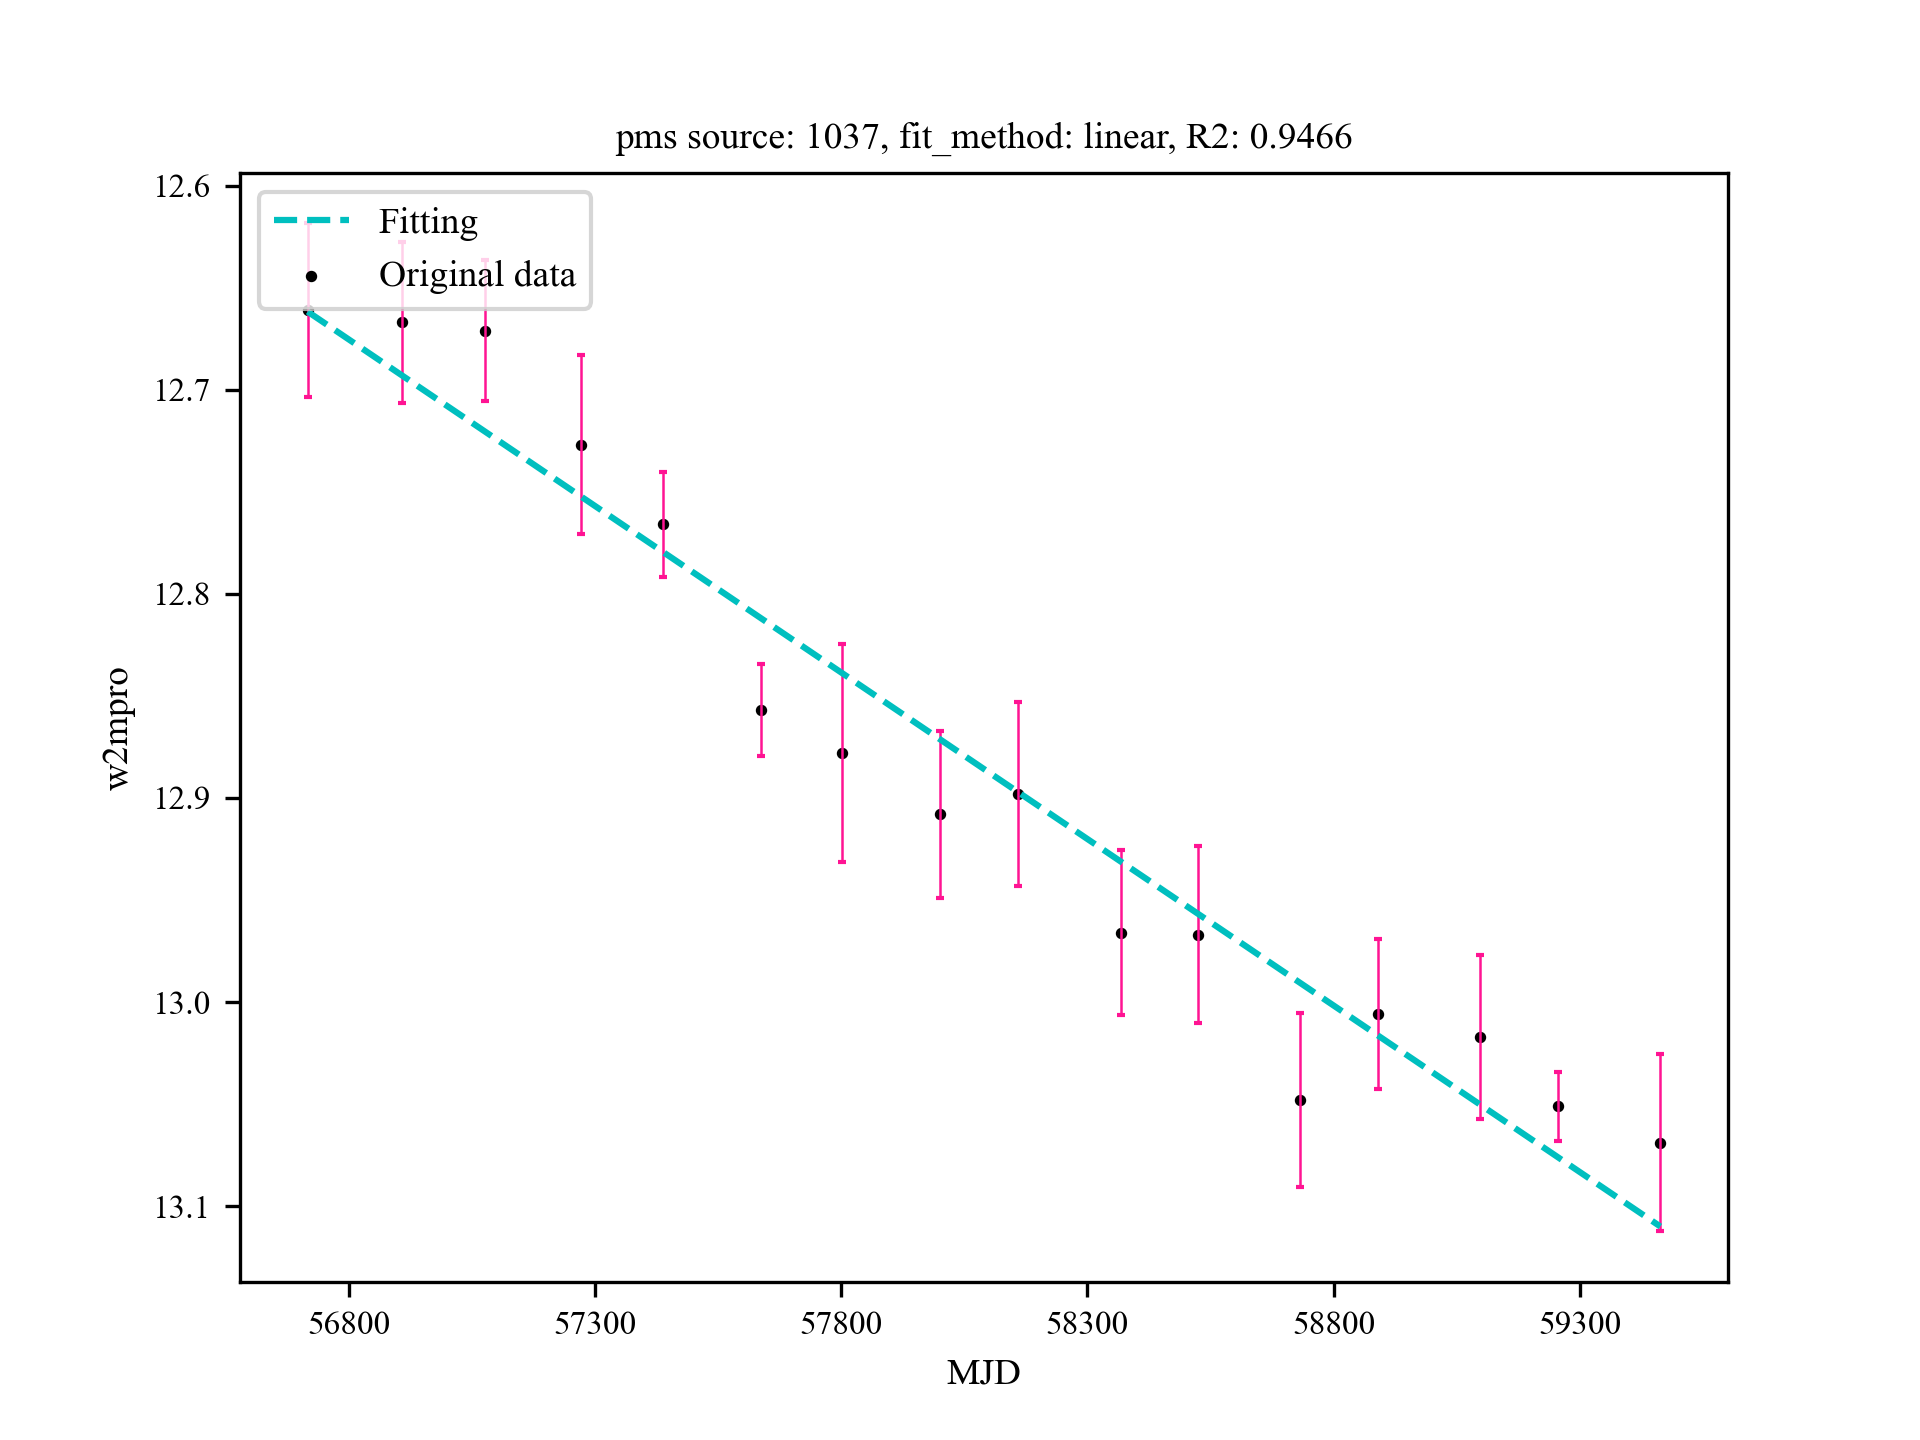 pms source: 1037, fit_method: linear, R2: 0.9466
Fitting
Original data
12.6
12.7
12.8
12.9
13.0
13.1
w2mpro
56800 57300 57800 58300 58800 59300
MJD